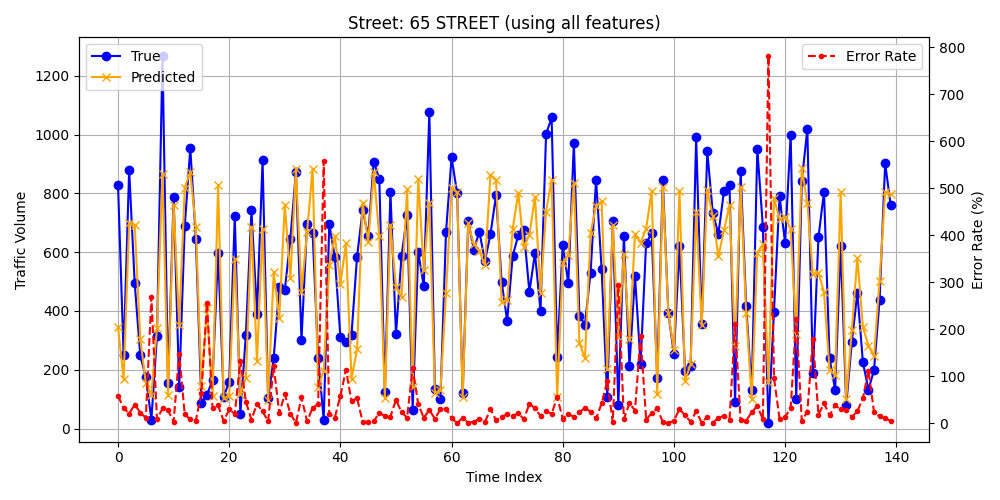 Street: 65 STREET (using all features)
True
Predicted
Error Rate
Traffic Volume
1200
1000
800
600
400
200
0
800
700
600
500
400
300
200
100
0
Error Rate (%)
0 20 40 60 80 100 120 140
Time Index